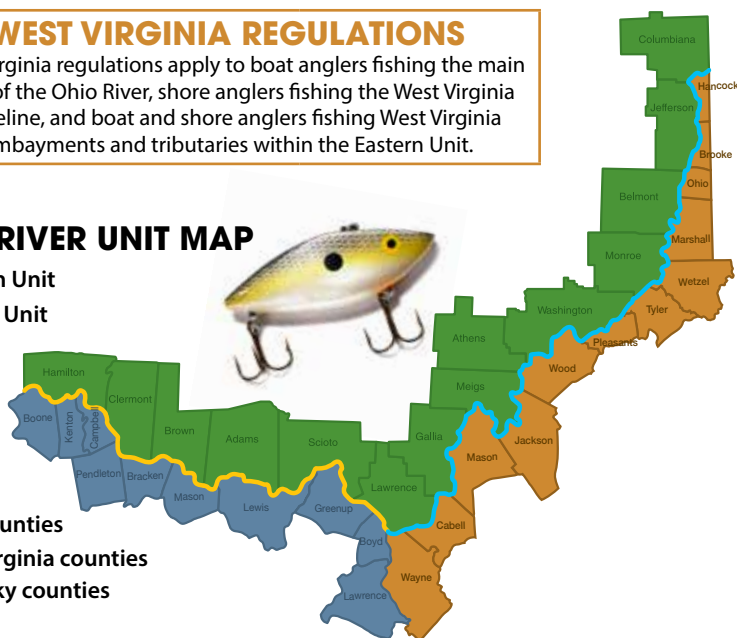 WEST VIRGINIA REGULATIONS
rginia regulations apply to boat anglers fishing the main
of the Ohio River, shore anglers fishing the West Virginia
eline, and boat and shore anglers fishing West Virginia
mbayments and tributaries within the Eastern Unit.
RIVER UNIT MAP
n Unit
Unit
Columbiana
Hancock
Jefferson
Brooke
Ohio
Belmont
Marshall
Monroe
Wetzel
Washington
Tyler
Pleasants
Athens
Wood
Meigs
Hamilton
Clermont
Boone
Kenton
Campbell
Brown
Adams
Scioto
Gallia
Jackson
Mason
Pendleton
Bracken
Mason
Lewis
Greenup
Lawrence
Cabell
Boyd
Wayne
Lawrence
unties
rginia counties
ky counties